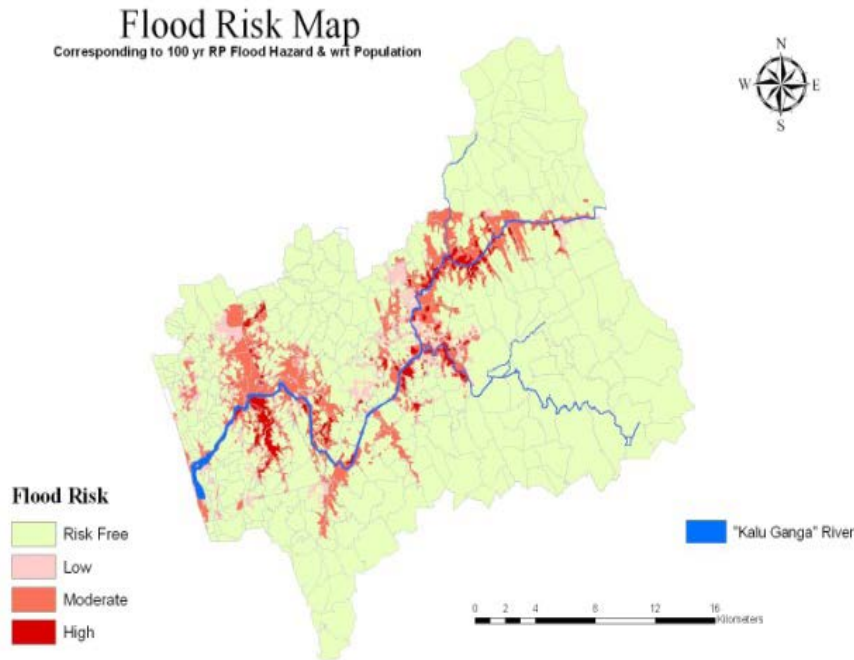 Flood Risk Map
Corresponding to 100 yr RP Flood Hazard & wrt Population
N
W E
S
Flood Risk
Risk Free
Low
Moderate
High
"Kalu Ganga" River
0 2 4 8 12 16
Kilometers